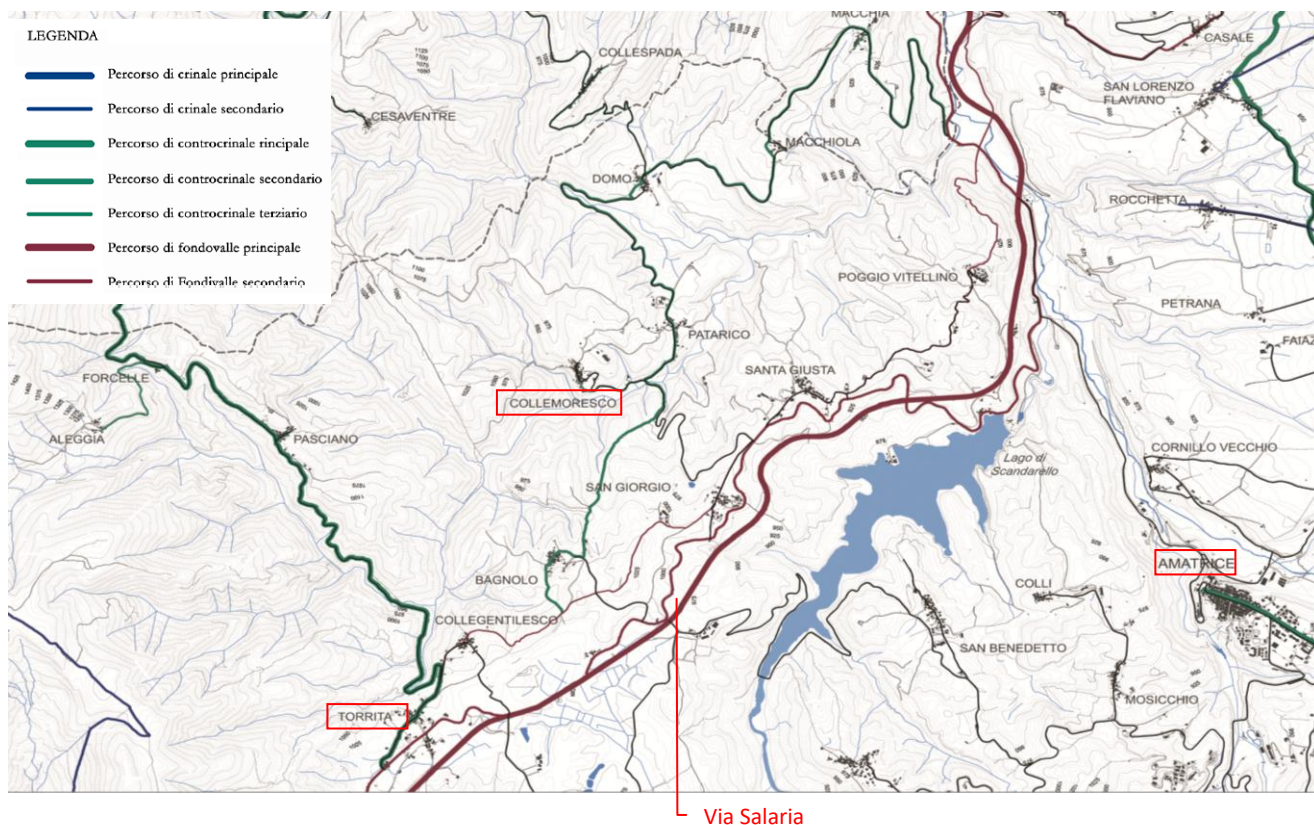 LEGENDA
Percorso di crinale principale
Percorso di crinale secondario
Percorso di controcrinale rincipale
Percorso di controcrinale secondario
Percorso di controcrinale terziario
Percorso di fondovalle principale
Percorso di Fondivalle secondario
MACCHIA
CASALE
COLLESPADA
SAN LORENZO
FLAVIANO
CESAVENTRE
MACCHIOLA
DOMO
ROCCHETTA
POGGIO VITELLINO
PETRANA
PATARICO
FAIAZ
SANTA GIUSTA
FORCELLE
COLLEMORESCO
ALEGGIA
PASCIANO
CORNILLO VECCHIO
Lago di
Scandarello
SAN GIORGIO
AMATRICE
BAGNOLO
COLLI
COLLEGENTILESCO
SAN BENEDETTO
MOSICCHIO
TORRITA
Via Salaria